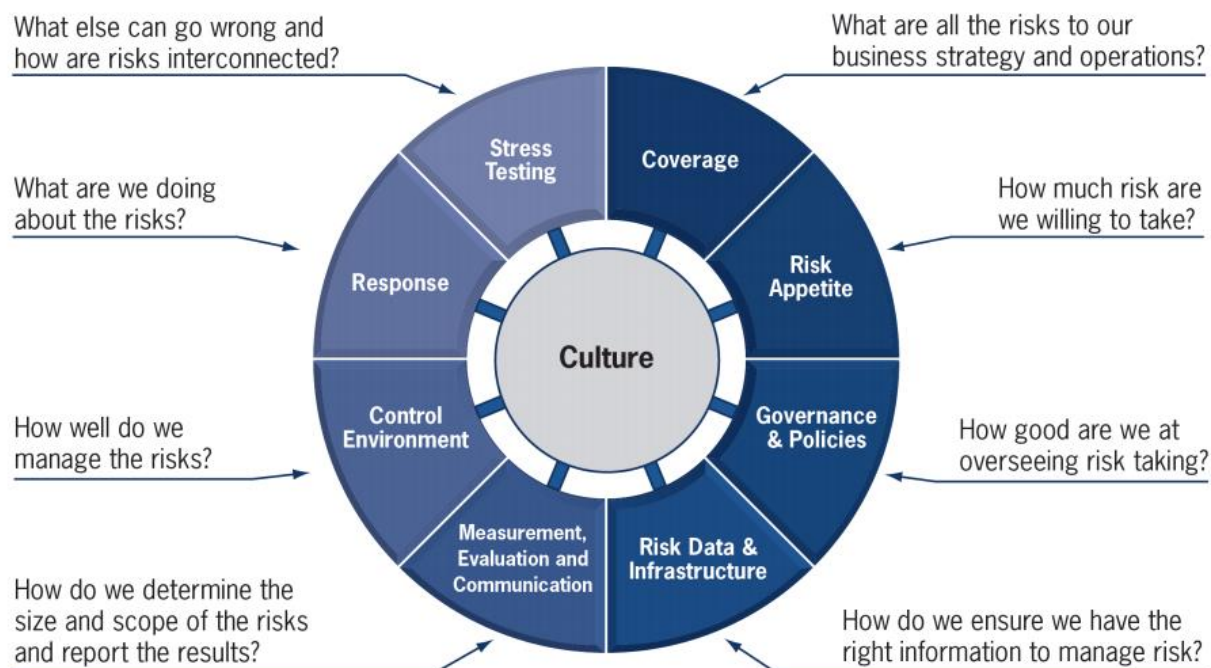 What else can go wrong and
how are risks interconnected?
What are all the risks to our
business strategy and operations?
Stress
Testing
Coverage
What are we doing
about the risks?
How much risk are
we willing to take?
Response
Risk
Appetite
Culture
Control
Environment
Governance
& Policies
How well do we
manage the risks?
How good are we at
overseeing risk taking?
Measurement,
Evaluation and
Communication
Risk Data &
Infrastructure
How do we determine the
size and scope of the risks
and report the results?
How do we ensure we have the
right information to manage risk?